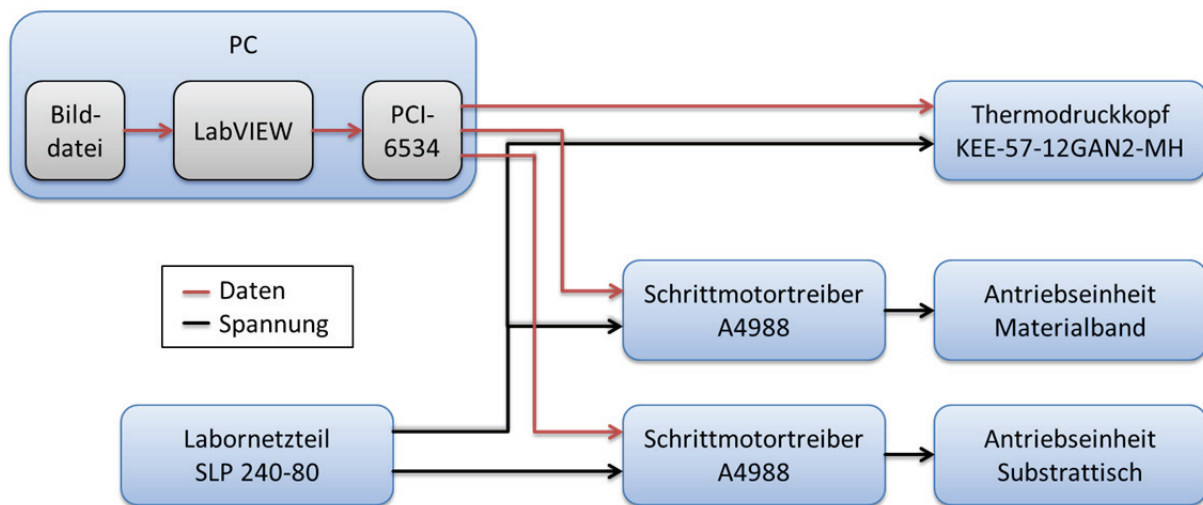 PC
Bild-
datei
LabVIEW
PCI-
6534
Thermodruckkopf
KEE-57-12GAN2-MH
Daten
Spannung
Schrittmotortreiber
A4988
Antriebseinheit
Materialband
Labornetzteil
SLP 240-80
Schrittmotortreiber
A4988
Antriebseinheit
Substrattisch